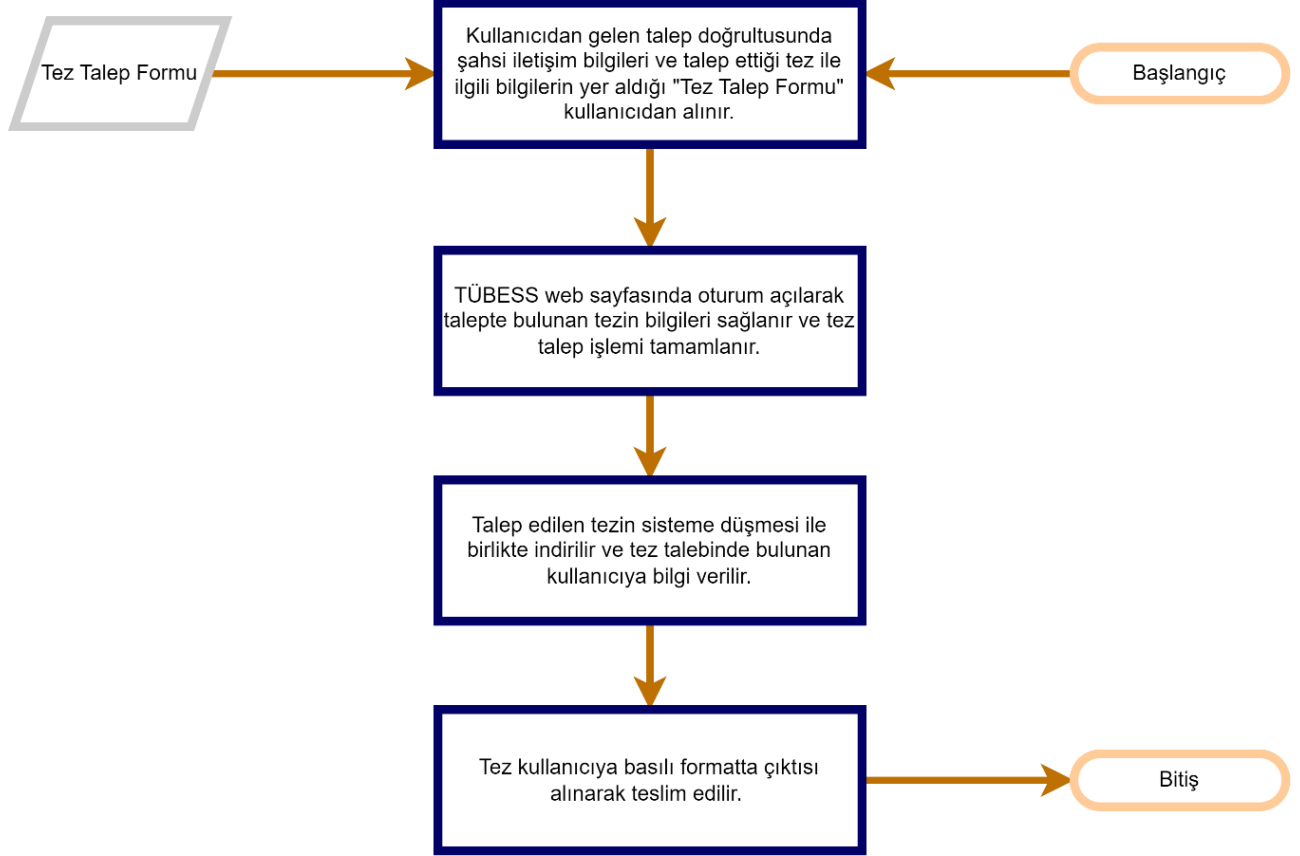 Tez Talep Formu
Kullanıcıdan gelen talep doğrultusunda
şahsi iletişim bilgileri ve talep ettiği tez ile
ilgili bilgilerin yer aldığı "Tez Talep Formu"
kullanıcıdan alınır.
Başlangıç
TÜBESS web sayfasında oturum açılarak
talepte bulunan tezin bilgileri sağlanır ve tez
talep işlemi tamamlanır.
Talep edilen tezin sisteme düşmesi ile
birlikte indirilir ve tez talebinde bulunan
kullanıcıya bilgi verilir.
Tez kullanıcıya basılı formatta çıktısı
alınarak teslim edilir.
Bitiş